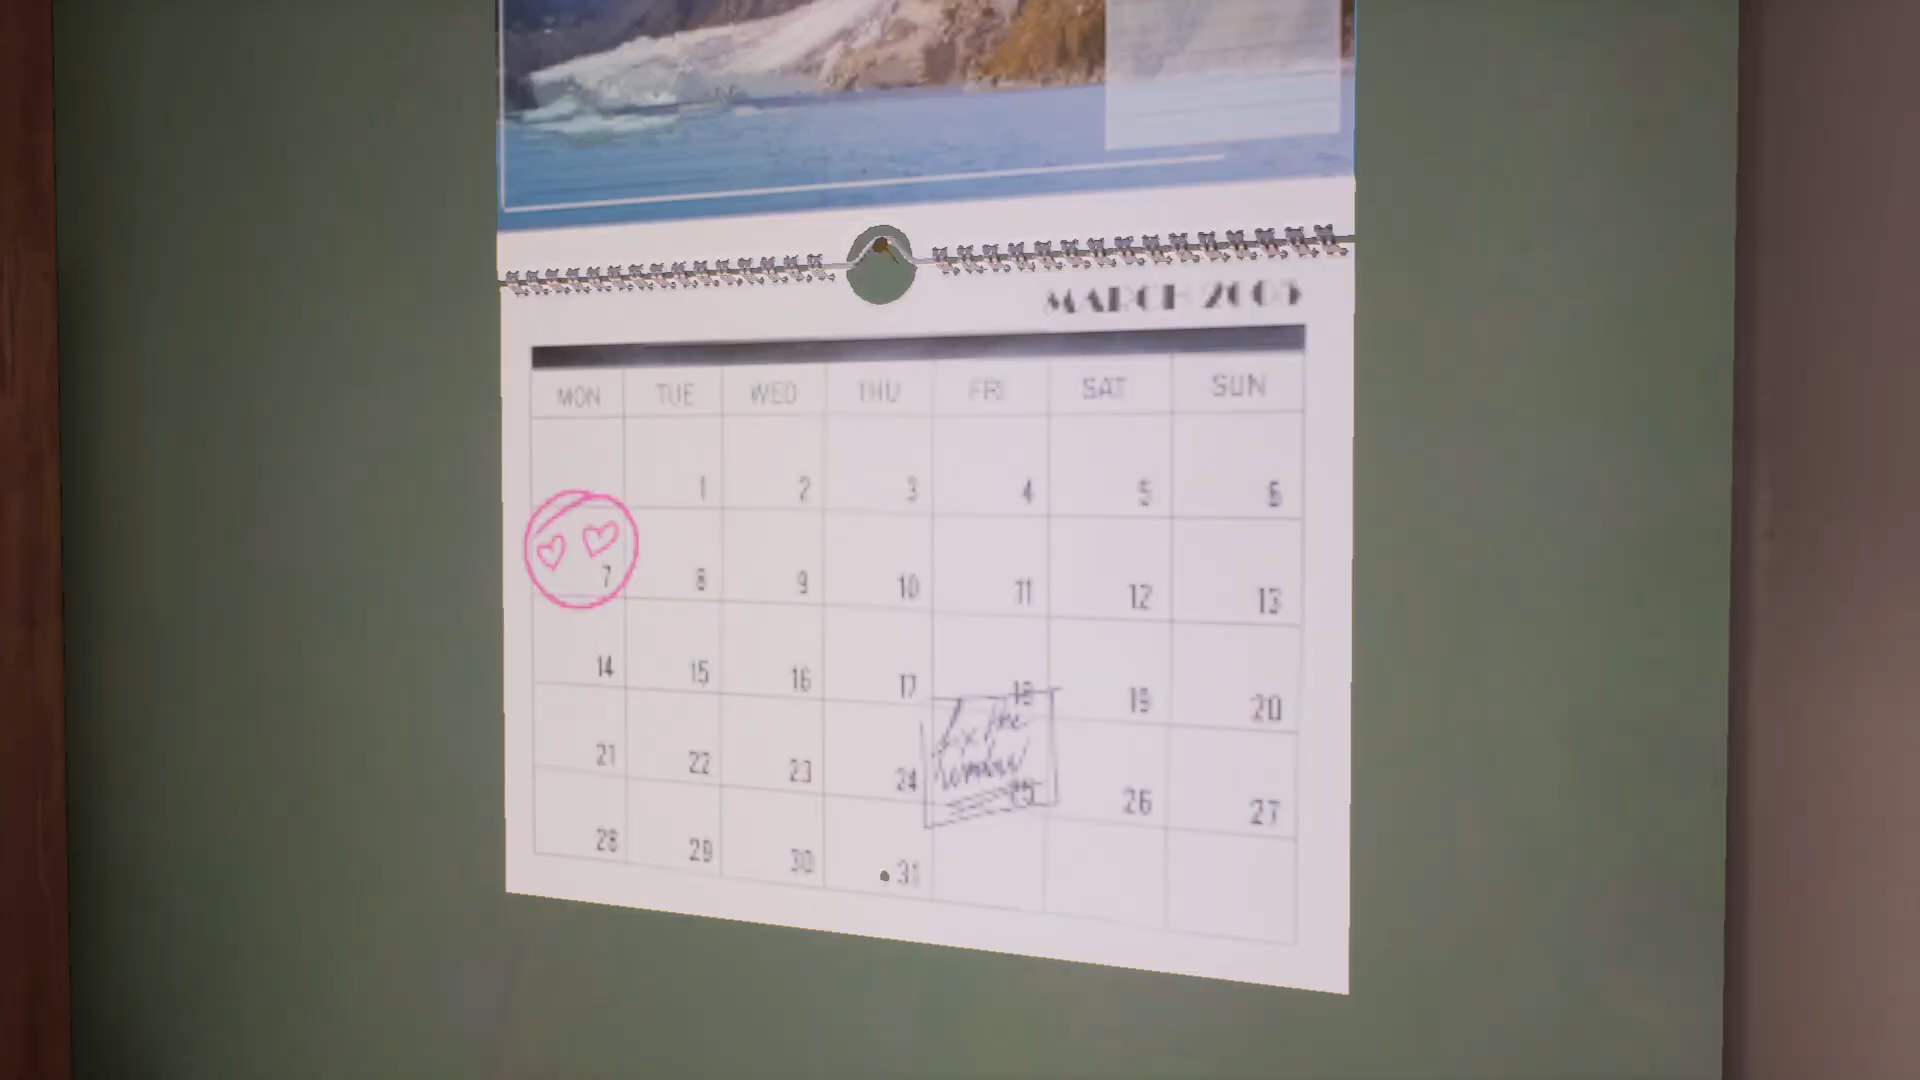 MARCH 2005
MON TUE WED THU FRI SAT SUN
1 2 3 4 5 6
7 8 9 10 11 12 13
14 15 16 17 18 19 20
fix the
window
21 22 23 24 25 26 27
28 29 30 31